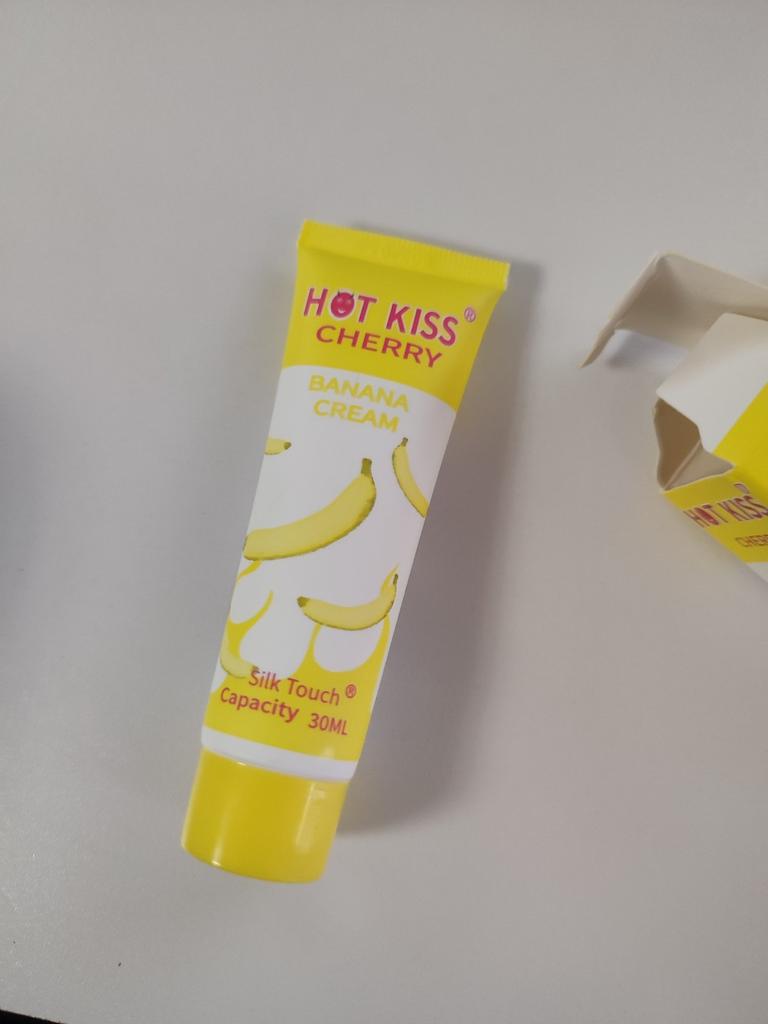 HOT KISS®
CHERRY
BANANA
CREAM
Silk Touch®
Capacity 30ML
HOT KISS